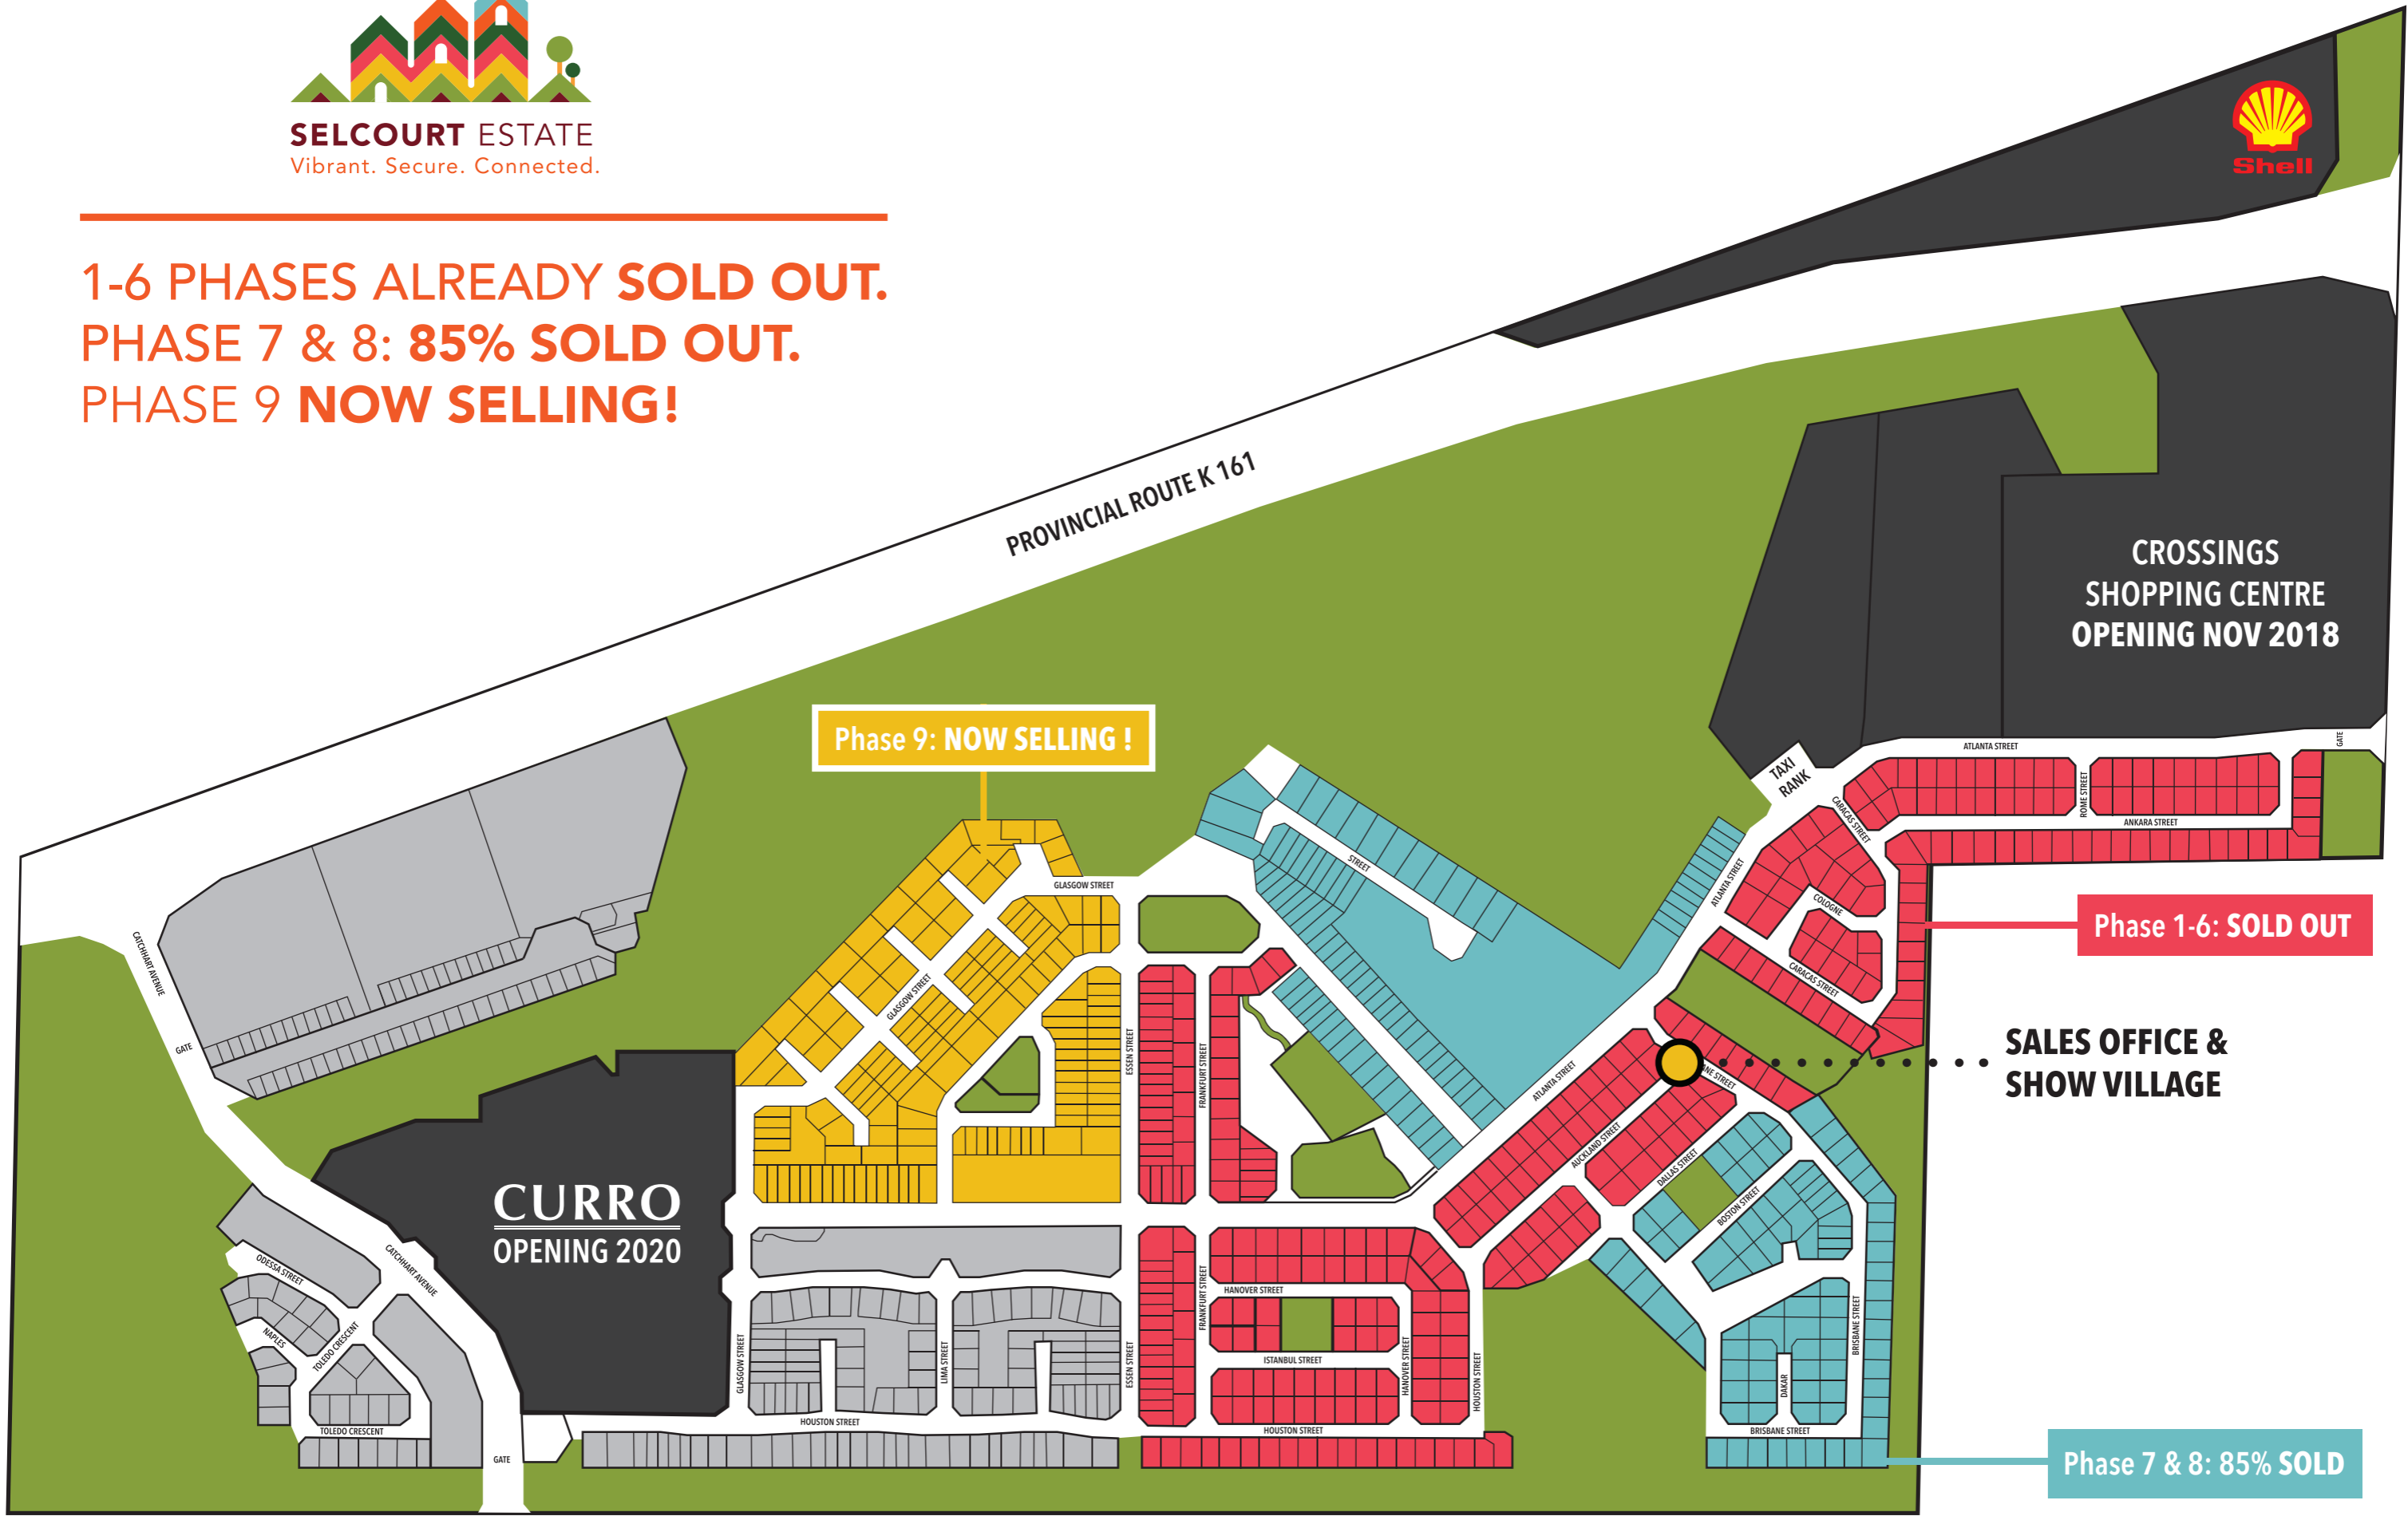 SELCOURT ESTATE
Vibrant. Secure. Connected.
1-6 PHASES ALREADY SOLD OUT.
PHASE 7 & 8: 85% SOLD OUT.
PHASE 9 NOW SELLING!
Shell
PROVINCIAL ROUTE K 161
CROSSINGS
SHOPPING CENTRE
OPENING NOV 2018
Phase 9: NOW SELLING !
ATLANTA STREET
GATE
TAXI
RANK
CARACAS STREET
ROME STREET
ANKARA STREET
STREET
ATLANTA STREET
GLASGOW STREET
COLOGNE
Phase 1-6: SOLD OUT
CATCHHART AVENUE
GATE
GLASGOW STREET
CARACAS STREET
ESSEN STREET
FRANKFURT STREET
ATLANTA STREET
ANE STREET
SALES OFFICE &
SHOW VILLAGE
AUCKLAND STREET
DALLAS STREET
BOSTON STREET
CURRO
OPENING 2020
ODESSA STREET
CATCHHART AVENUE
NAPLES
TOLEDO CRESCENT
TOLEDO CRESCENT
GLASGOW STREET
LIMA STREET
ESSEN STREET
FRANKFURT STREET
HANOVER STREET
ISTANBUL STREET
HANOVER STREET
HOUSTON STREET
BRISBANE STREET
DAKAR
HOUSTON STREET
HOUSTON STREET
BRISBANE STREET
GATE
Phase 7 & 8: 85% SOLD